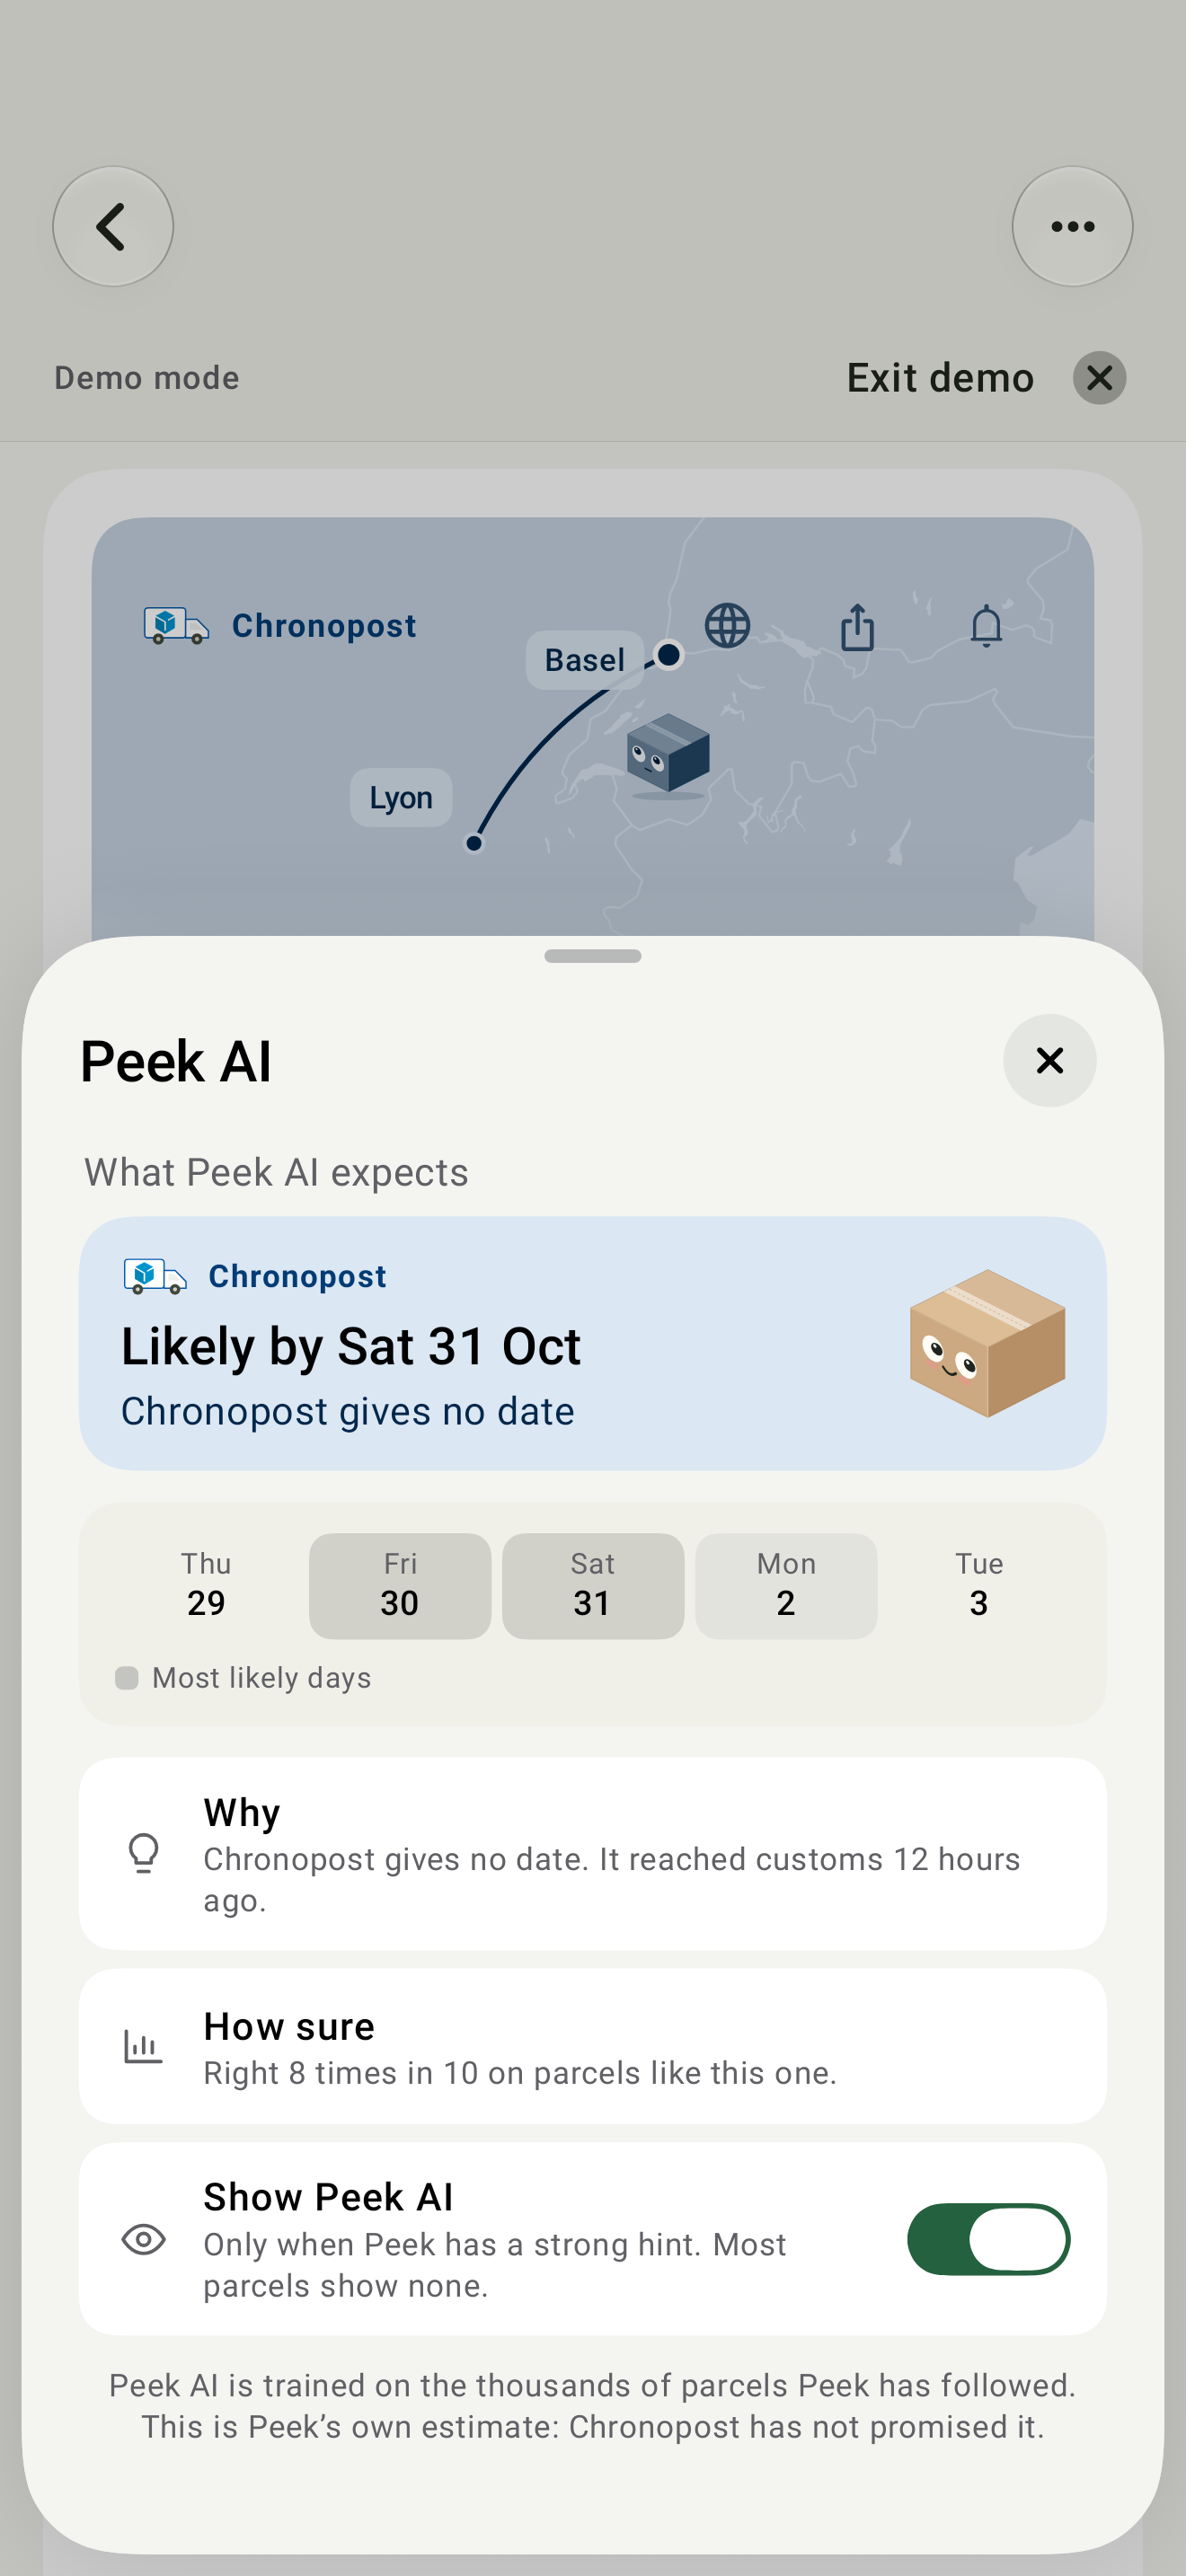 Demo mode
Exit demo
Chronopost
Basel
Lyon
Peek AI
What Peek AI expects
Chronopost
Likely by Sat 31 Oct
Chronopost gives no date
Thu Fri Sat Mon Tue
29 30 31 2 3
Most likely days
Why
Chronopost gives no date. It reached customs 12 hours
ago.
How sure
Right 8 times in 10 on parcels like this one.
Show Peek AI
Only when Peek has a strong hint. Most
parcels show none.
Peek AI is trained on the thousands of parcels Peek has followed.
This is Peek’s own estimate: Chronopost has not promised it.